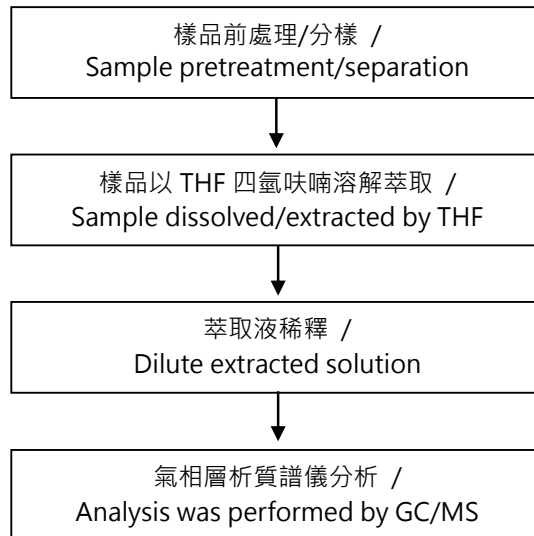 樣品前處理/分樣 /
Sample pretreatment/separation
樣品以 THF 四氫呋喃溶解萃取 /
Sample dissolved/extracted by THF
萃取液稀釋 /
Dilute extracted solution
氣相層析質譜儀分析 /
Analysis was performed by GC/MS